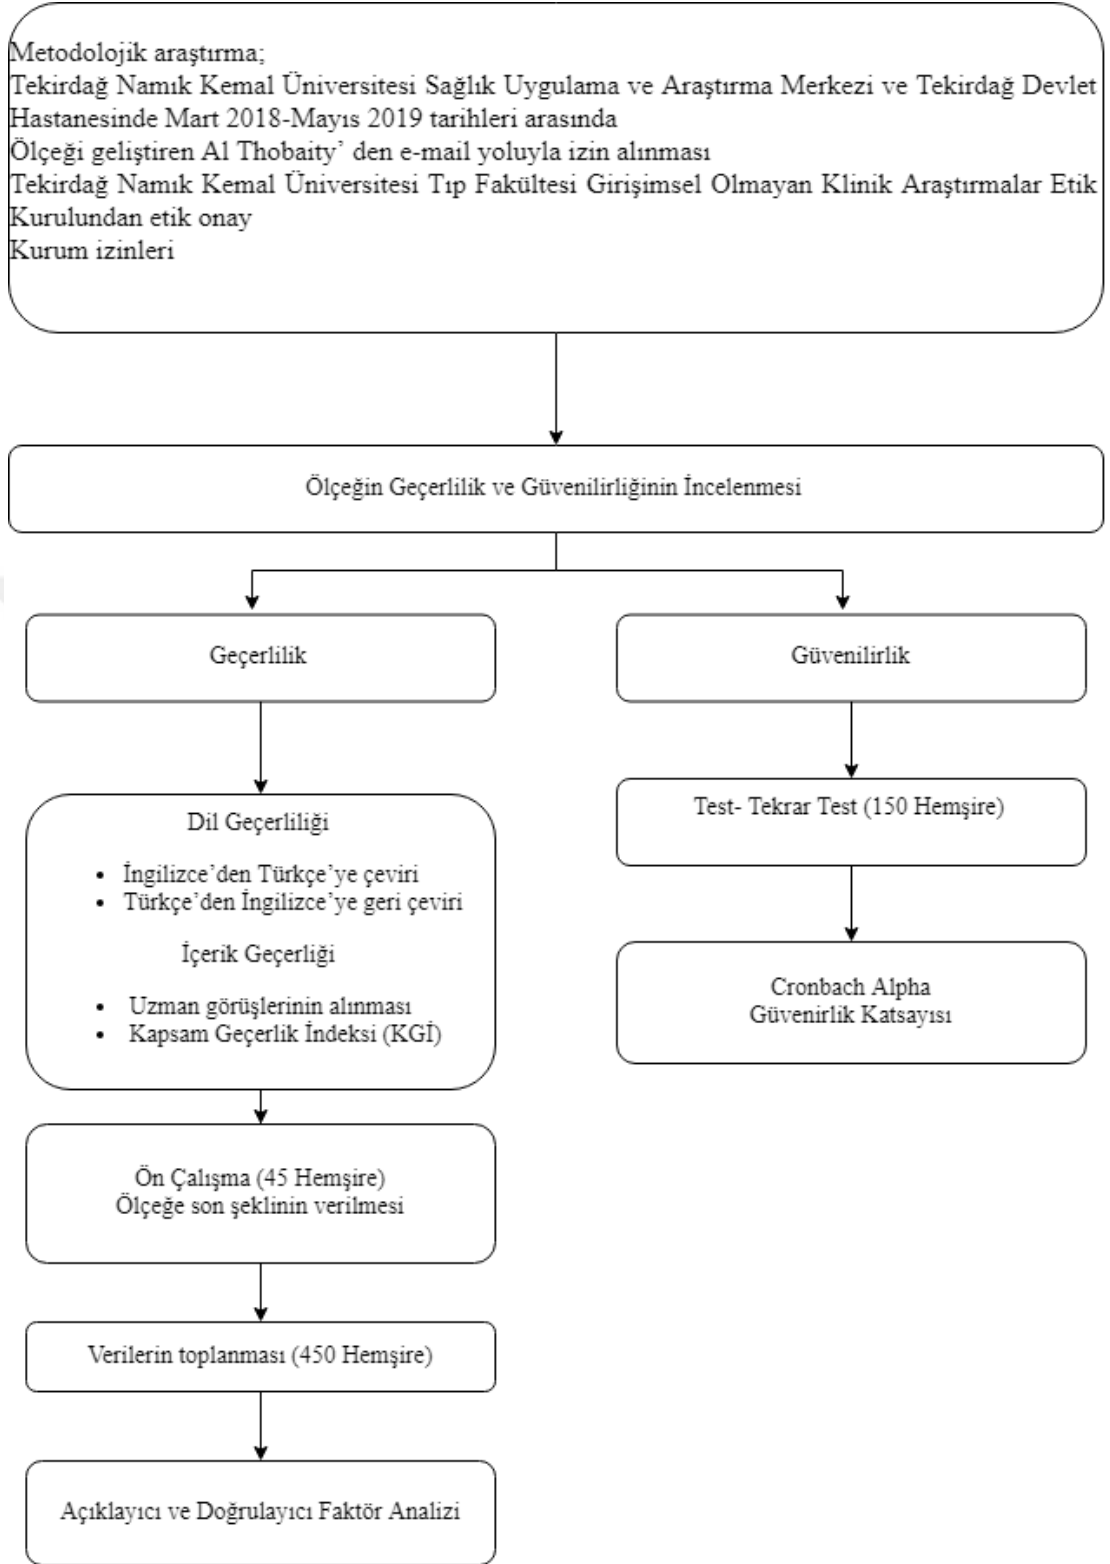 Metodolojik araştırma;
Tekirdağ Namık Kemal Üniversitesi Sağlık Uygulama ve Araştırma Merkezi ve Tekirdağ Devlet
Hastanesinde Mart 2018-Mayıs 2019 tarihleri arasında
Ölçeği geliştiren Al Thobaity’ den e-mail yoluyla izin alınması
Tekirdağ Namık Kemal Üniversitesi Tıp Fakültesi Girişimsel Olmayan Klinik Araştırmalar Etik
Kurulundan etik onay
Kurum izinleri
Ölçeğin Geçerlilik ve Güvenilirliğinin İncelenmesi
Geçerlilik
Dil Geçerliliği
• İngilizce’den Türkçe’ye çeviri
• Türkçe’den İngilizce’ye geri çeviri
İçerik Geçerliği
• Uzman görüşlerinin alınması
• Kapsam Geçerlik İndeksi (KGİ)
Ön Çalışma (45 Hemşire)
Ölçeğe son şeklinin verilmesi
Verilerin toplanması (450 Hemşire)
Açıklayıcı ve Doğrulayıcı Faktör Analizi
Güvenilirlik
Test- Tekrar Test (150 Hemşire)
Cronbach Alpha
Güvenirlik Katsayısı